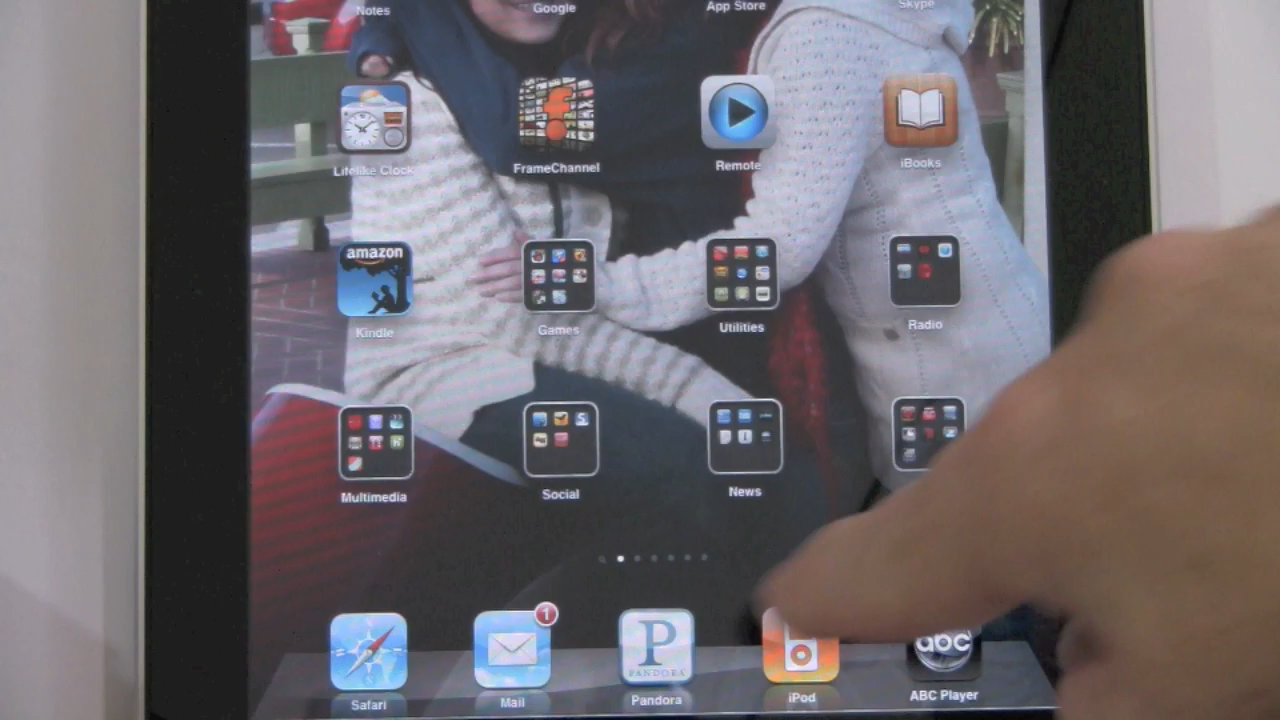 Notes Google App Store Skype
Lifelike Clock FrameChannel Remote iBooks
amazon
Kindle Games Utilities Radio
Multimedia Social News
1
P
PANDORA
abc
Safari Mail Pandora iPod ABC Player